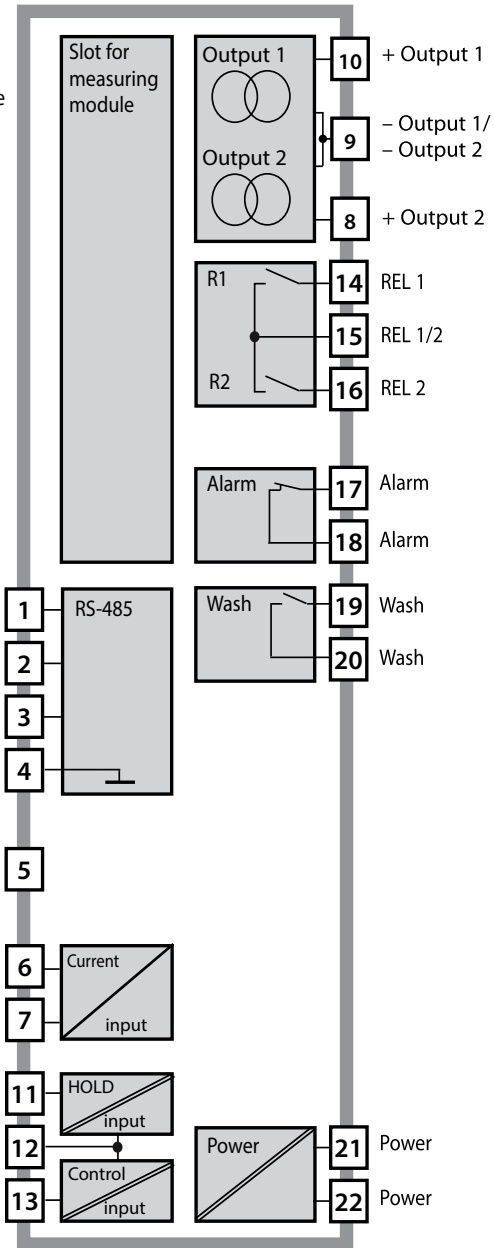 e
Slot for
measuring
module
Output 1
Output 2
10
+ Output 1
9
– Output 1/
– Output 2
8
+ Output 2
R1
R2
14
REL 1
15
REL 1/2
16
REL 2
Alarm
17
Alarm
18
Alarm
Wash
19
Wash
20
Wash
1
2
3
4
RS-485
5
6
7
Current
input
11
12
13
HOLD
input
Control
input
Power
21
Power
22
Power